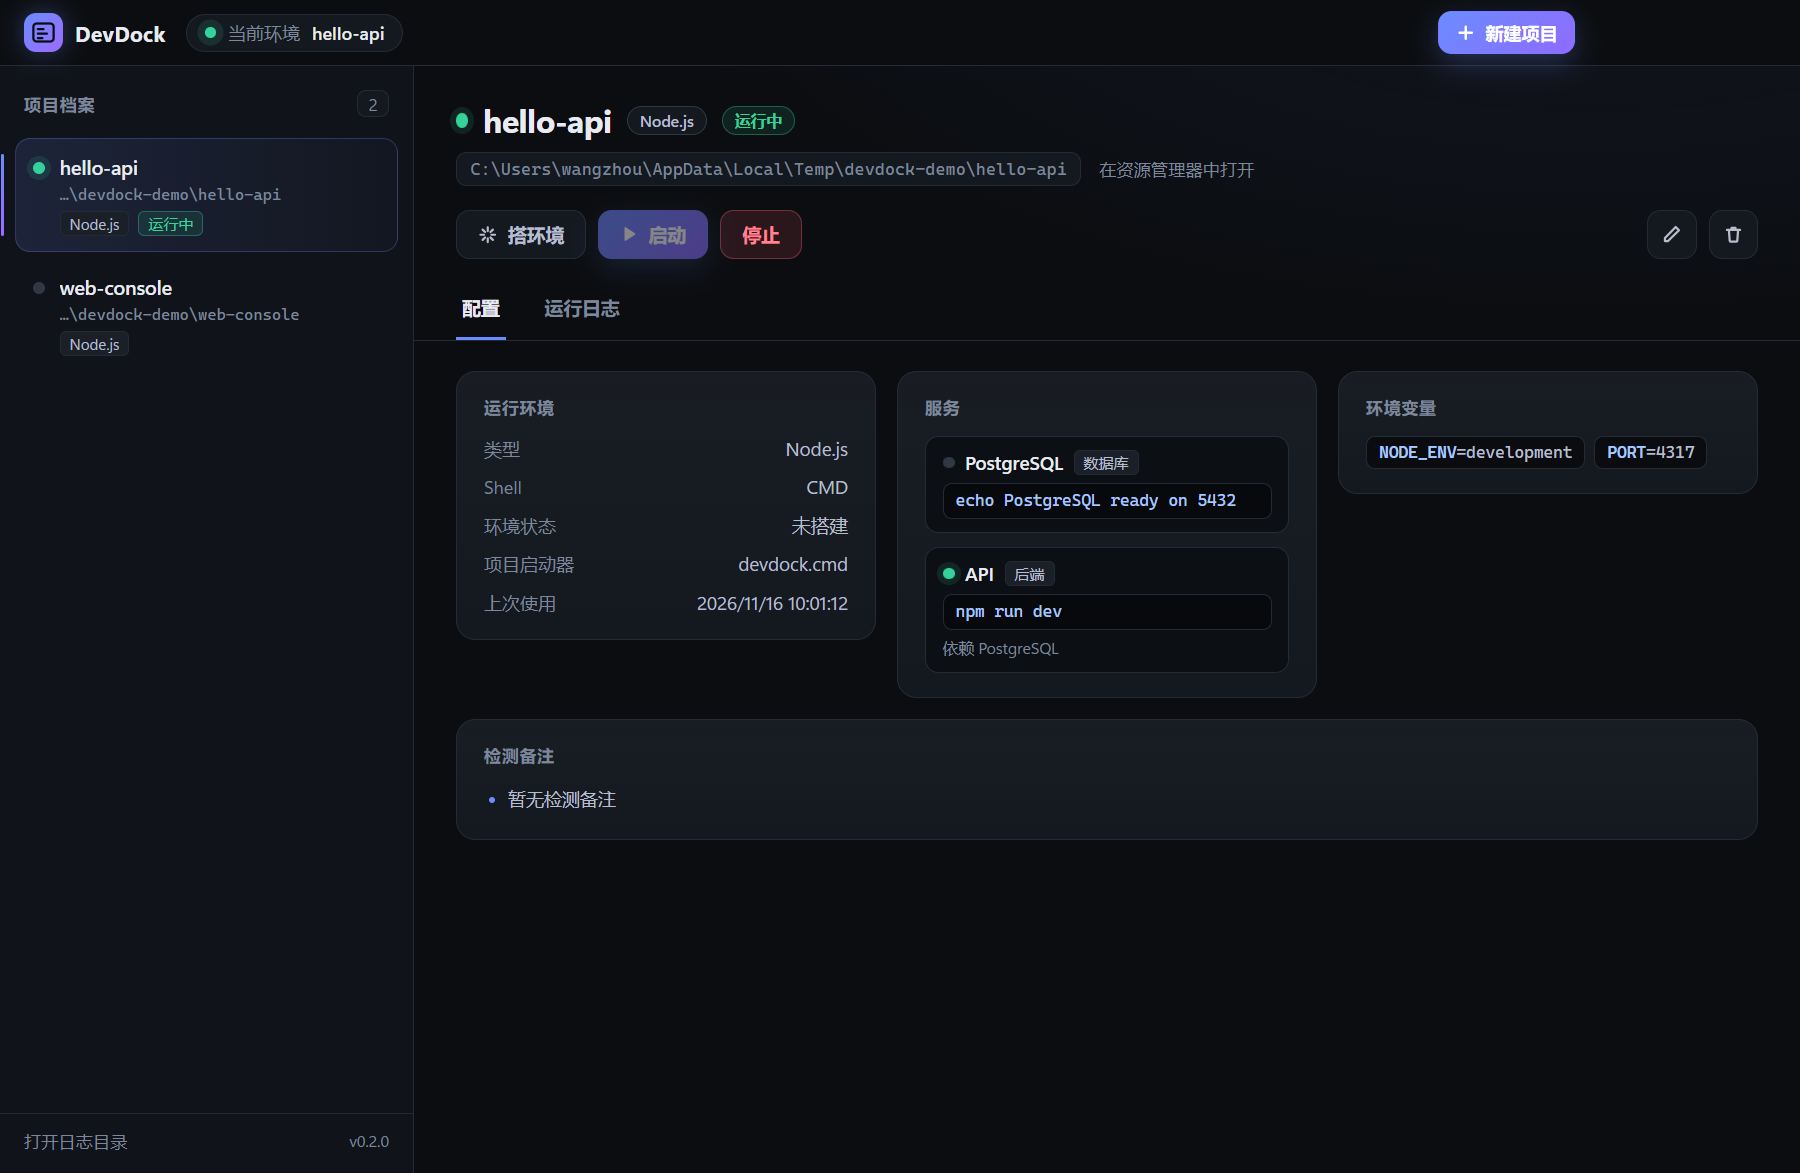 DevDock
当前环境 hello-api
新建项目
项目档案 2
hello-api
…\devdock-demo\hello-api
Node.js 运行中
web-console
…\devdock-demo\web-console
Node.js
打开日志目录 v0.2.0
hello-api Node.js 运行中
C:\Users\wangzhou\AppData\Local\Temp\devdock-demo\hello-api 在资源管理器中打开
搭环境 启动 停止
配置 运行日志
运行环境
类型 Node.js
Shell CMD
环境状态 未搭建
项目启动器 devdock.cmd
上次使用 2026/11/16 10:01:12
服务
PostgreSQL 数据库
echo PostgreSQL ready on 5432
API 后端
npm run dev
依赖 PostgreSQL
环境变量
NODE_ENV=development PORT=4317
检测备注
暂无检测备注